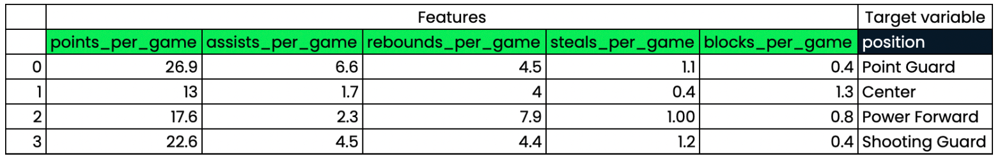 Features Target variable
points_per_game assists_per_game rebounds_per_game steals_per_game blocks_per_game position
0 26.9 6.6 4.5 1.1 0.4 Point Guard
1 13 1.7 4 0.4 1.3 Center
2 17.6 2.3 7.9 1.00 0.8 Power Forward
3 22.6 4.5 4.4 1.2 0.4 Shooting Guard